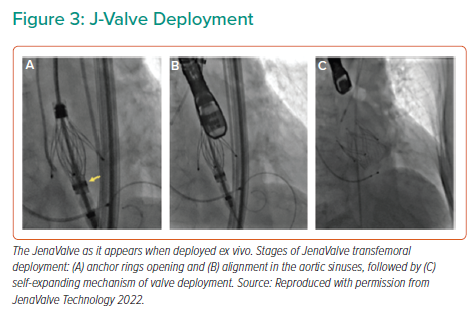 Figure 3: J-Valve Deployment
A
B
C
The JenaValve as it appears when deployed ex vivo. Stages of JenaValve transfemoral
deployment: (A) anchor rings opening and (B) alignment in the aortic sinuses, followed by (C)
self-expanding mechanism of valve deployment. Source: Reproduced with permission from
JenaValve Technology 2022.